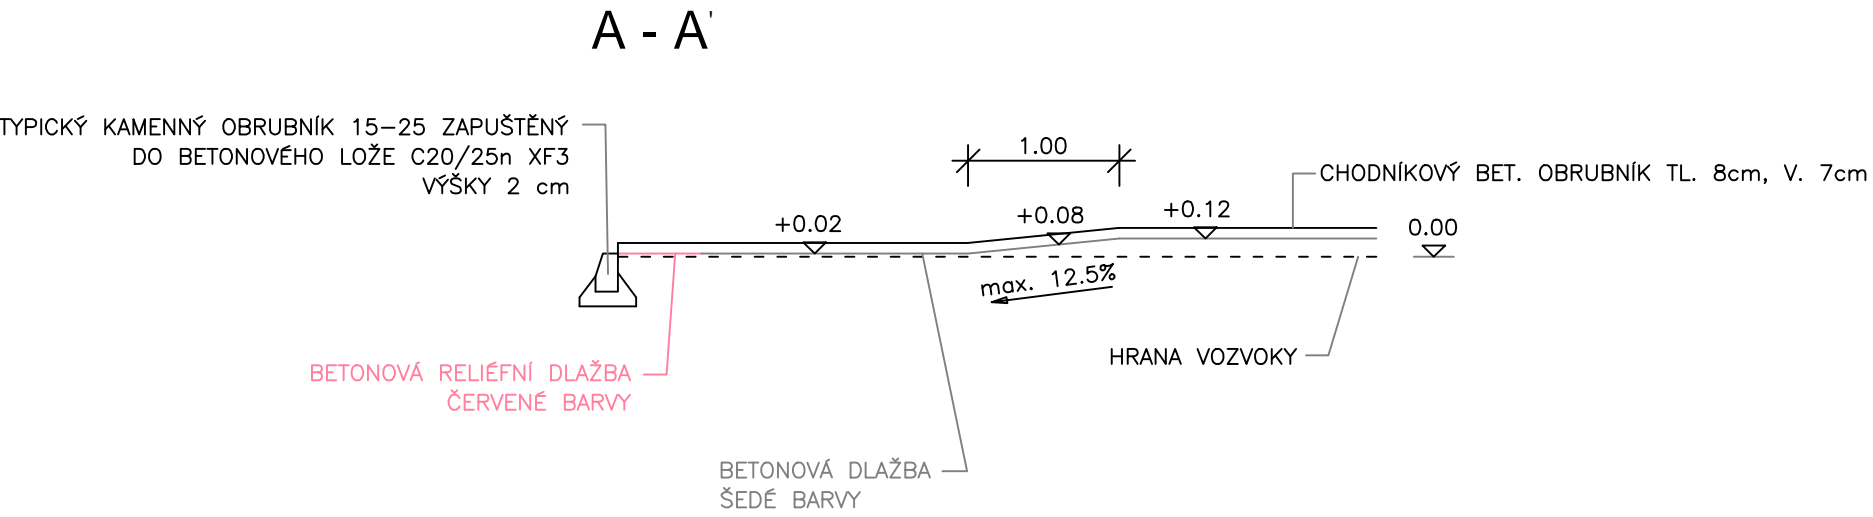 A - A'
TYPICKÝ KAMENNÝ OBRUBNÍK 15-25 ZAPUŠTĚNÝ
DO BETONOVÉHO LOŽE C20/25n XF3
VÝŠKY 2 cm
1.00
CHODNÍKOVÝ BET. OBRUBNÍK TL. 8cm, V. 7cm
+0.02
+0.08
+0.12
0.00
max. 12.5%
HRANA VOZVOKY
BETONOVÁ RELIÉFNÍ DLAŽBA
ČERVENÉ BARVY
BETONOVÁ DLAŽBA
ŠEDÉ BARVY